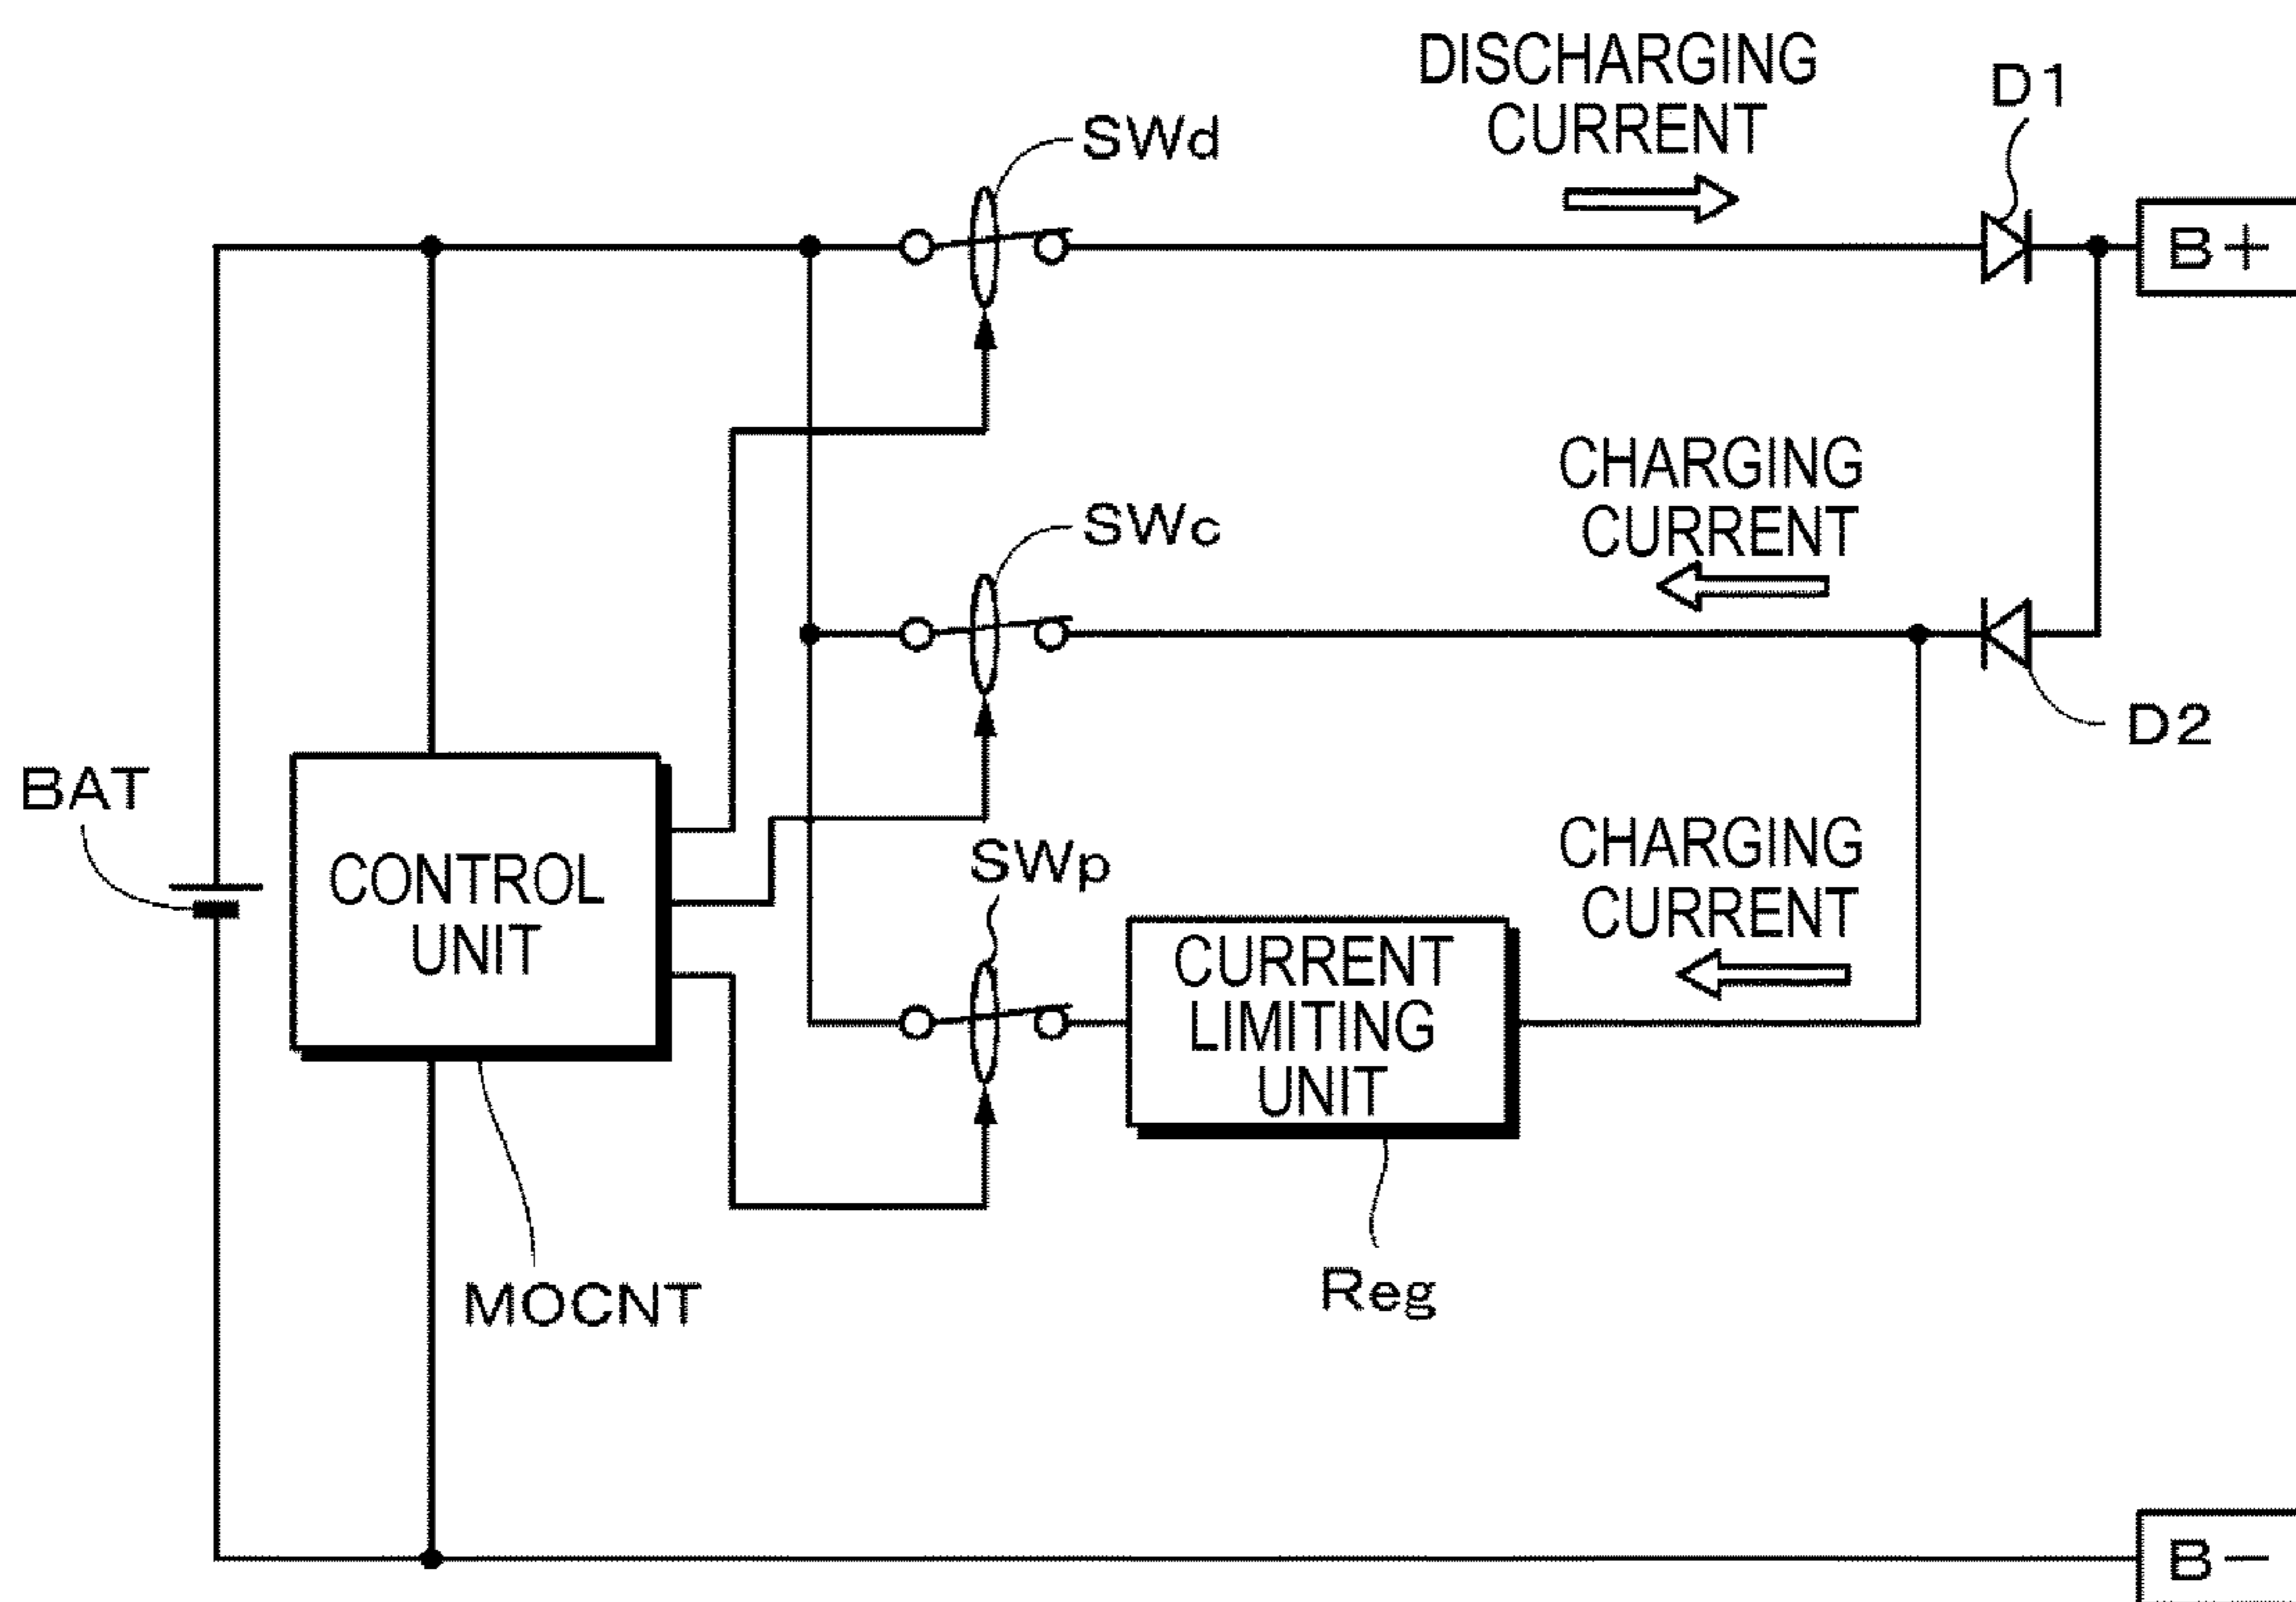 DISCHARGING
CURRENT
D1
SWd
B+
CHARGING
CURRENT
SWc
D2
BAT
CONTROL
UNIT
SWp
CHARGING
CURRENT
CURRENT
LIMITING
UNIT
MOCNT
Reg
B−